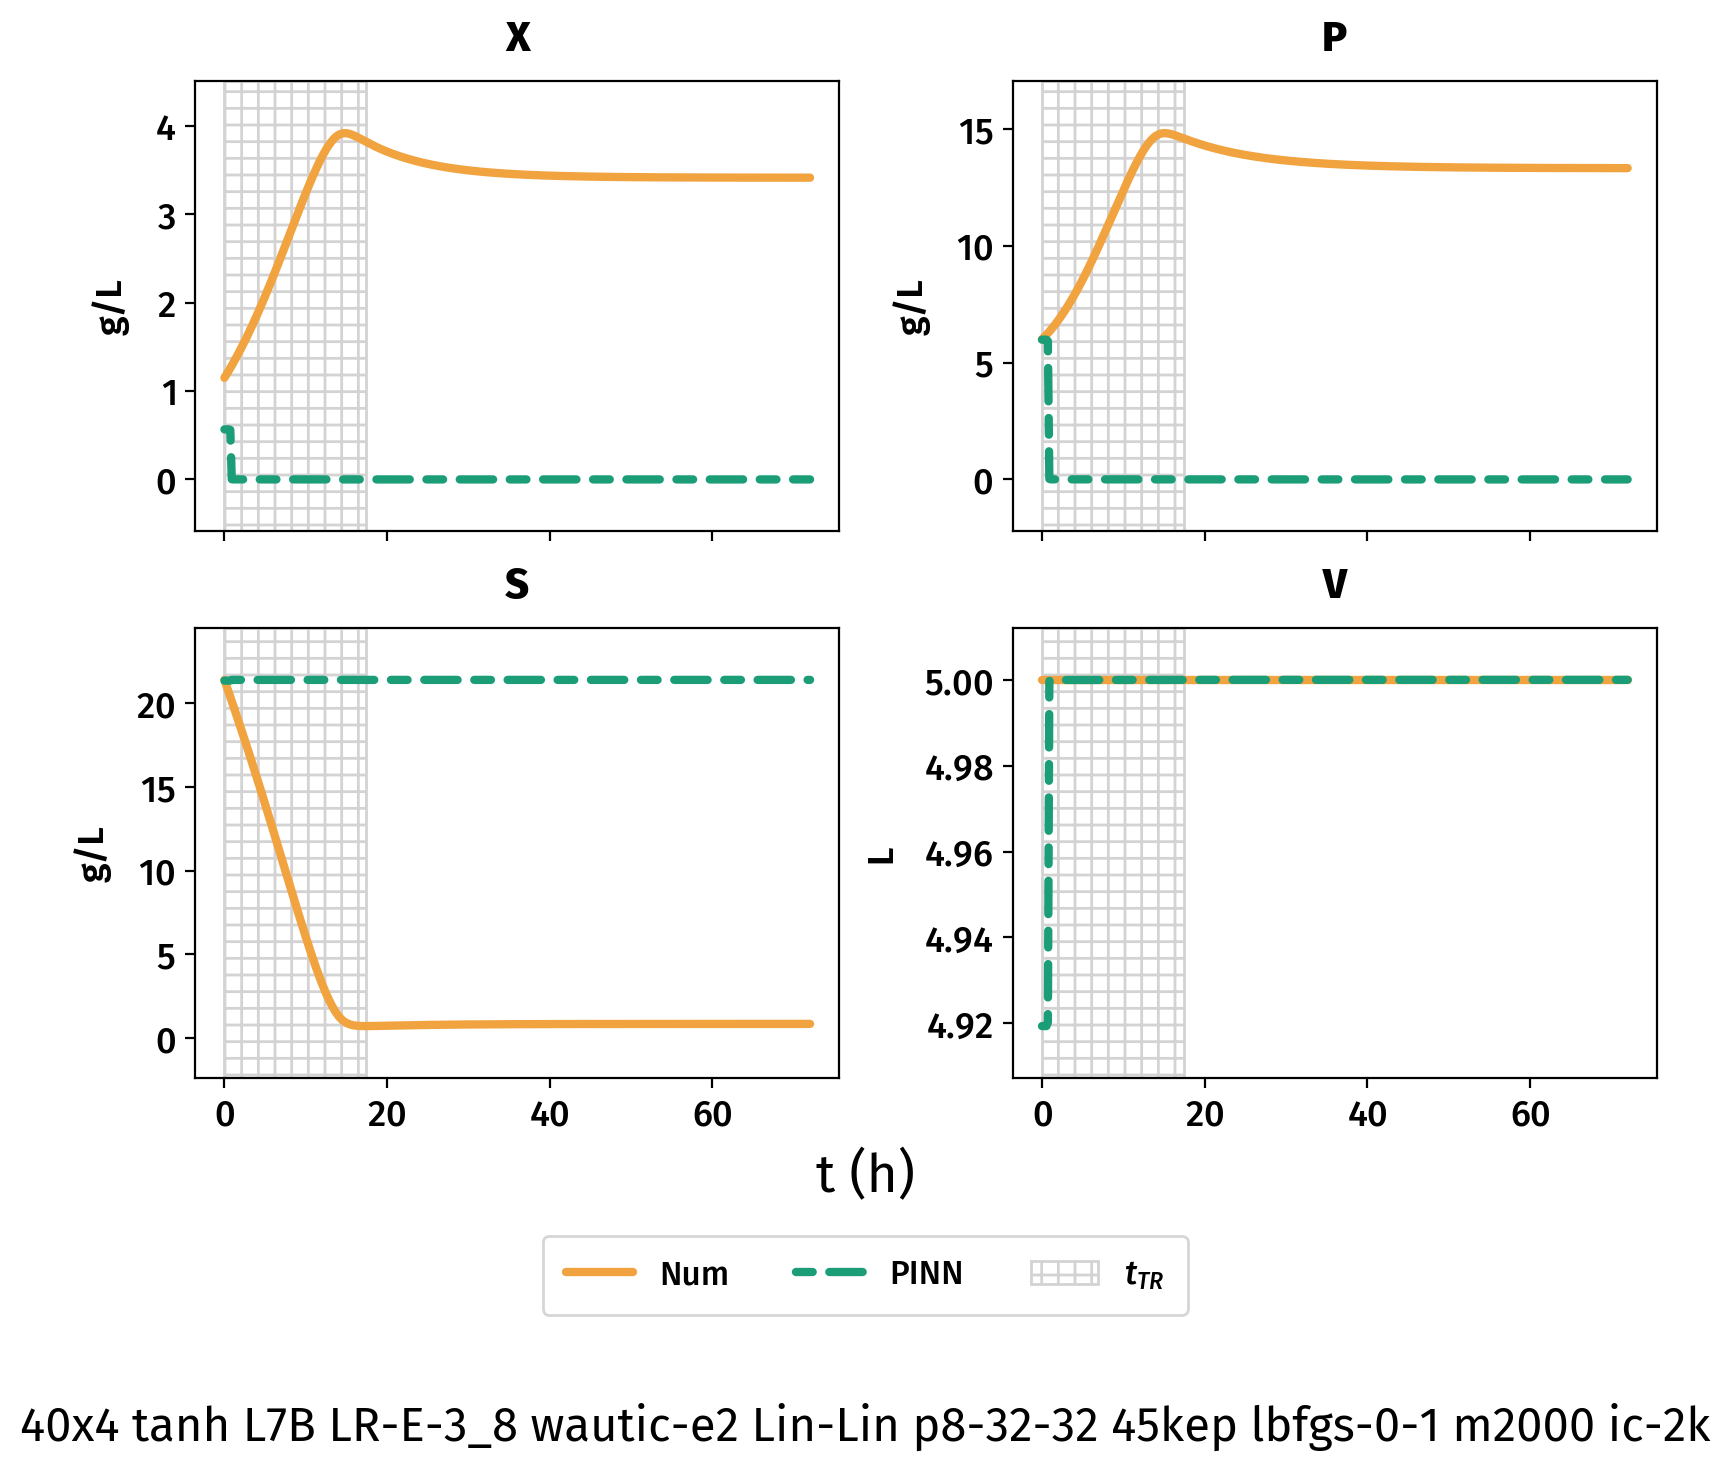 X
P
4
3
2
1
0
g/L
15
10
5
0
g/L
S
V
20
15
10
5
0
g/L
5.00
4.98
4.96
4.94
4.92
L
0 20 40 60
0 20 40 60
t (h)
Num PINN t_TR
40x4 tanh L7B LR-E-3_8 wautic-e2 Lin-Lin p8-32-32 45kep lbfgs-0-1 m2000 ic-2k